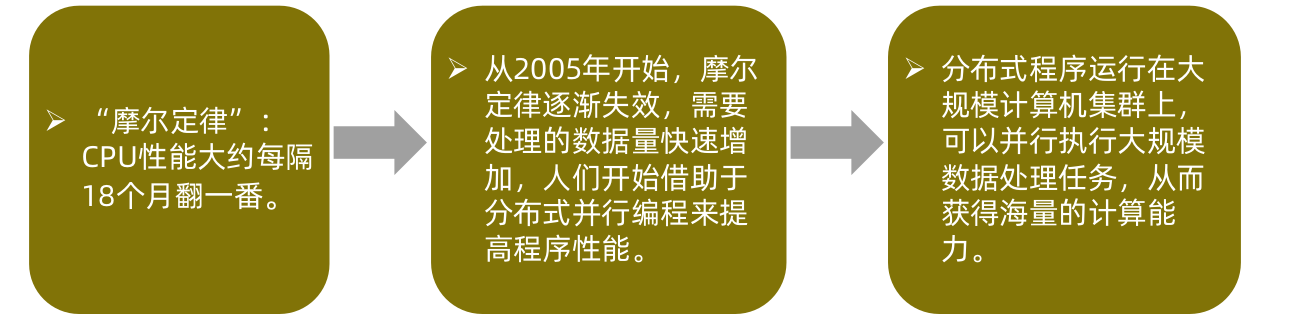 ➢ “摩尔定律”：
CPU性能大约每隔
18个月翻一番。
➢ 从2005年开始，摩尔
定律逐渐失效，需要
处理的数据量快速增
加，人们开始借助于
分布式并行编程来提
高程序性能。
➢ 分布式程序运行在大
规模计算机集群上，
可以并行执行大规模
数据处理任务，从而
获得海量的计算能
力。